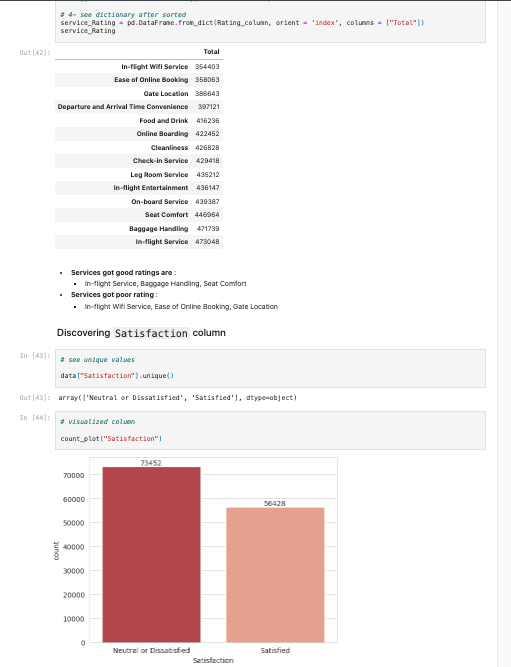 # 4- see dictionary after sorted
service_Rating = pd.DataFrame.from_dict(Rating_column, orient = 'index', columns = ["Total"])
service_Rating
Out[42]:
Total
In-flight Wifi Service 354403
Ease of Online Booking 358063
Gate Location 386643
Departure and Arrival Time Convenience 397121
Food and Drink 416236
Online Boarding 422452
Cleanliness 426828
Check-in Service 429418
Leg Room Service 435212
In-flight Entertainment 436147
On-board Service 439387
Seat Comfort 446964
Baggage Handling 471739
In-flight Service 473048
• Services got good ratings are :
▪ In-flight Service, Baggage Handling, Seat Comfort
• Services got poor rating :
▪ In-flight Wifi Service, Ease of Online Booking, Gate Location
Discovering Satisfaction column
In [43]:
# see unique values
data["Satisfaction"].unique()
Out[43]: array(['Neutral or Dissatisfied', 'Satisfied'], dtype=object)
In [44]:
# visualized column
count_plot("Satisfaction")
73452
56428
70000
60000
50000
40000
30000
20000
10000
0
count
Neutral or Dissatisfied Satisfied
Satisfaction